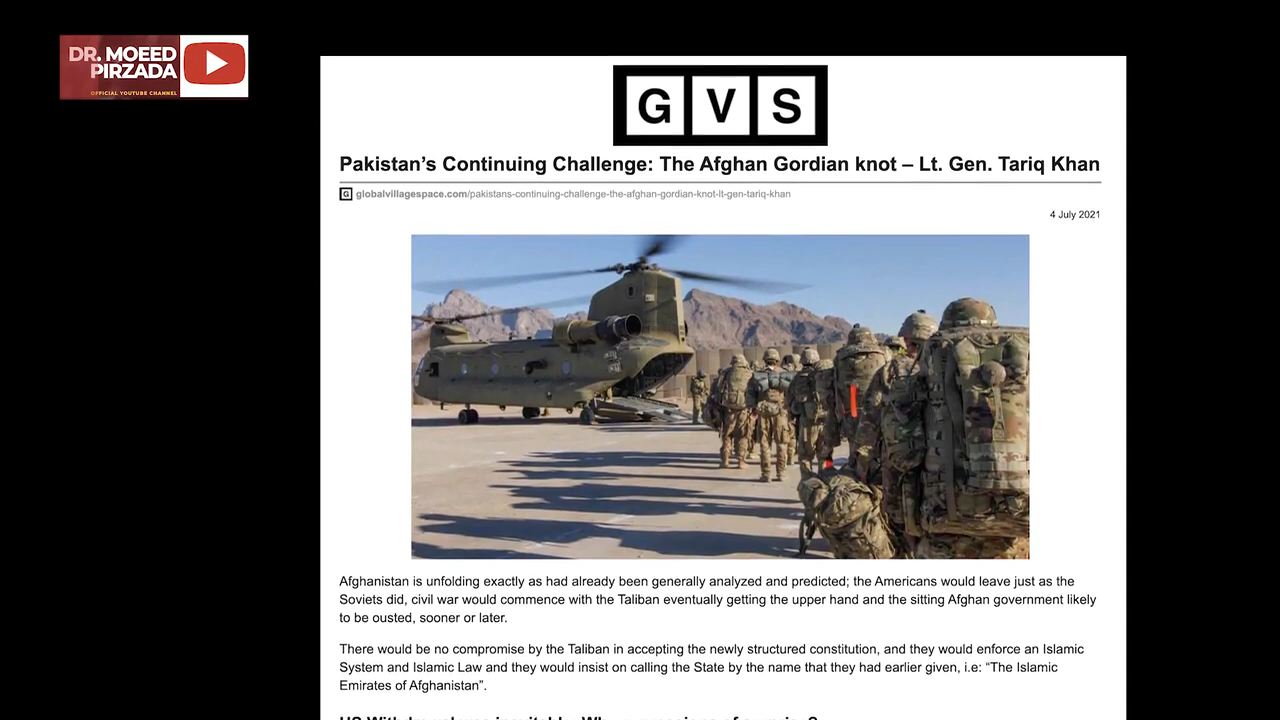 DR. MOEED
PIRZADA
OFFICIAL YOUTUBE CHANNEL
G V S
Pakistan’s Continuing Challenge: The Afghan Gordian knot – Lt. Gen. Tariq Khan
G globalvillagespace.com/pakistans-continuing-challenge-the-afghan-gordian-knot-lt-gen-tariq-khan
4 July 2021
Afghanistan is unfolding exactly as had already been generally analyzed and predicted; the Americans would leave just as the
Soviets did, civil war would commence with the Taliban eventually getting the upper hand and the sitting Afghan government likely
to be ousted, sooner or later.
There would be no compromise by the Taliban in accepting the newly structured constitution, and they would enforce an Islamic
System and Islamic Law and they would insist on calling the State by the name that they had earlier given, i.e: “The Islamic
Emirates of Afghanistan”.